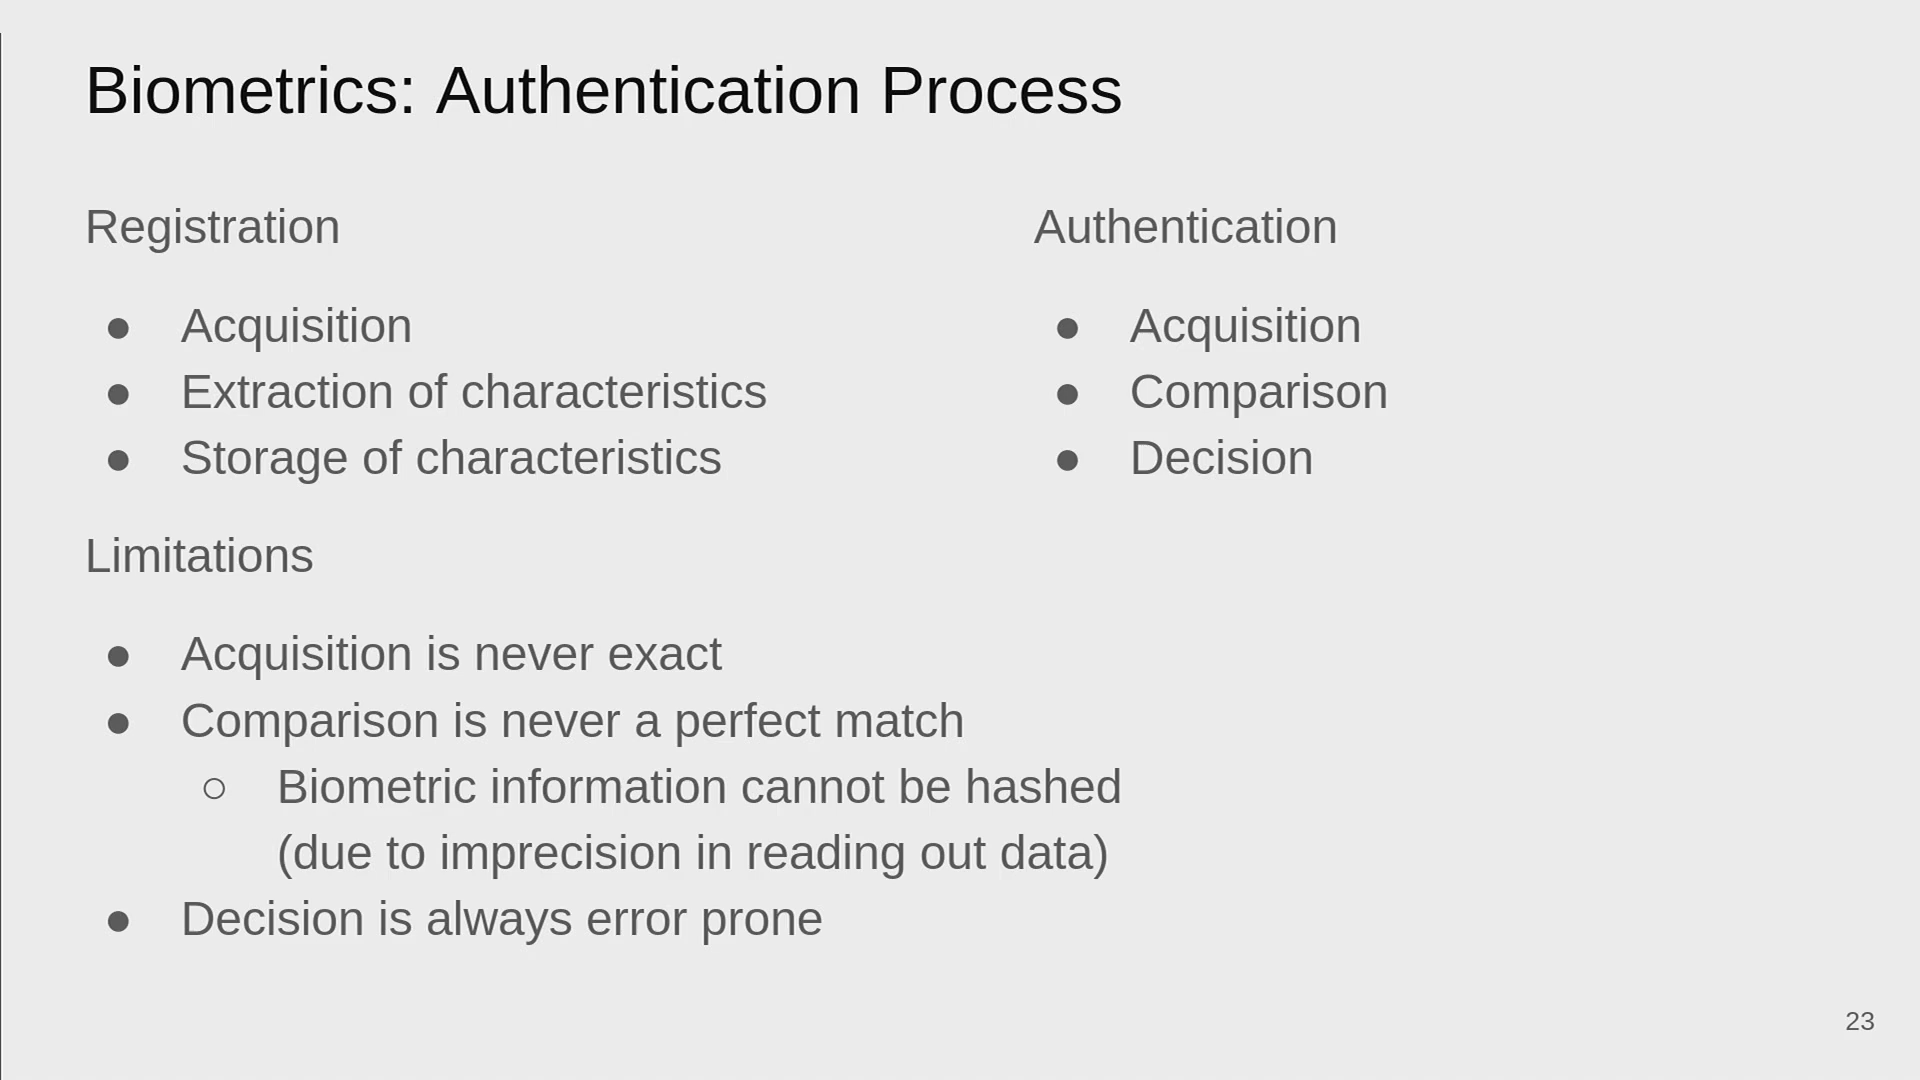 Biometrics: Authentication Process
Registration
● Acquisition
● Extraction of characteristics
● Storage of characteristics
Authentication
● Acquisition
● Comparison
● Decision
Limitations
● Acquisition is never exact
● Comparison is never a perfect match
○ Biometric information cannot be hashed
(due to imprecision in reading out data)
● Decision is always error prone
23